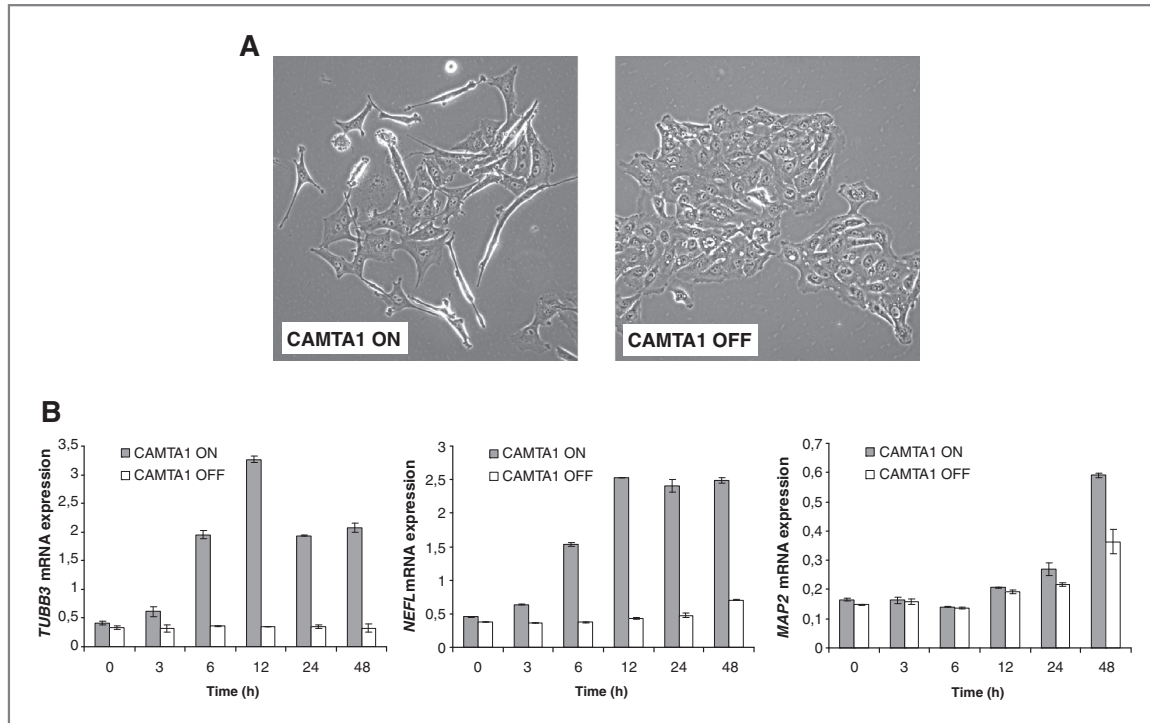 A
CAMTA1 ON
CAMTA1 OFF
B
TUBB3 mRNA expression
3,5
3
2,5
2
1,5
1
0,5
0
CAMTA1 ON
CAMTA1 OFF
0 3 6 12 24 48
Time (h)
NEFL mRNA expression
3
2,5
2
1,5
1
0,5
0
CAMTA1 ON
CAMTA1 OFF
0 3 6 12 24 48
Time (h)
MAP2 mRNA expression
0,7
0,6
0,5
0,4
0,3
0,2
0,1
0
CAMTA1 ON
CAMTA1 OFF
0 3 6 12 24 48
Time (h)